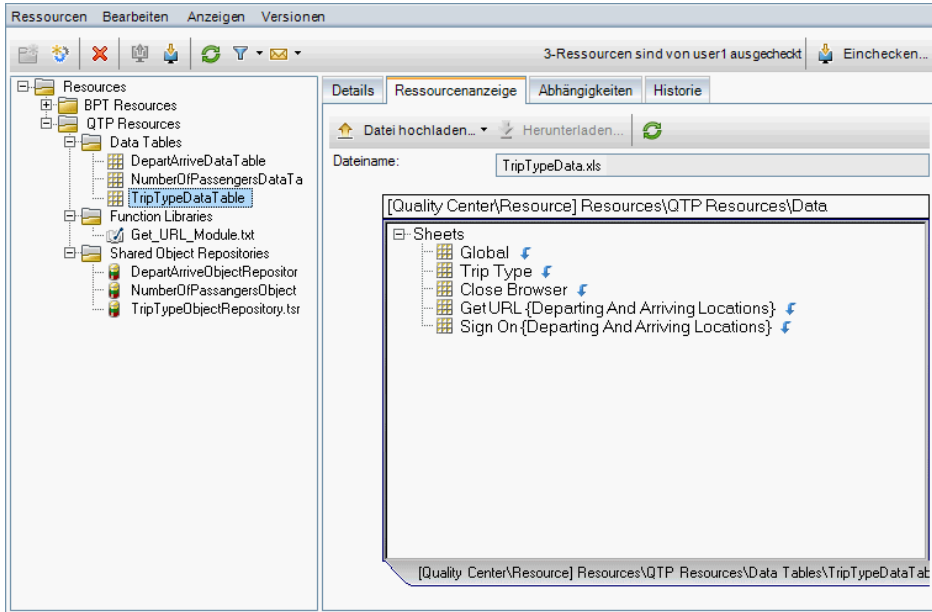 Ressourcen Bearbeiten Anzeigen Versionen
3-Ressourcen sind von user1 ausgecheckt Einchecken...
Resources
BPT Resources
QTP Resources
Data Tables
DepartArriveDataTable
NumberOfPassengersDataTa
TripTypeDataTable
Function Libraries
Get_URL_Module.txt
Shared Object Repositories
DepartArriveObjectRepositor
NumberOfPassangersObject
TripTypeObjectRepository.tsr
Details Ressourcenanzeige Abhängigkeiten Historie
Datei hochladen... Herunterladen...
Dateiname: TripTypeData.xls
[Quality Center\Resource] Resources\QTP Resources\Data
Sheets
Global
Trip Type
Close Browser
GetURL {Departing And Arriving Locations}
Sign On {Departing And Arriving Locations}
[Quality Center\Resource] Resources\QTP Resources\Data Tables\TripTypeDataTab